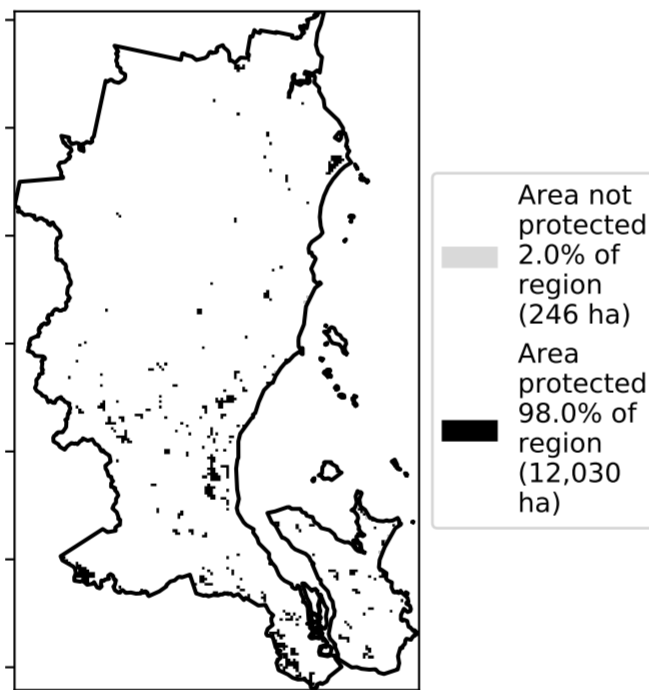 Area not
protected
2.0% of
region
(246 ha)
Area
protected
98.0% of
region
(12,030
ha)